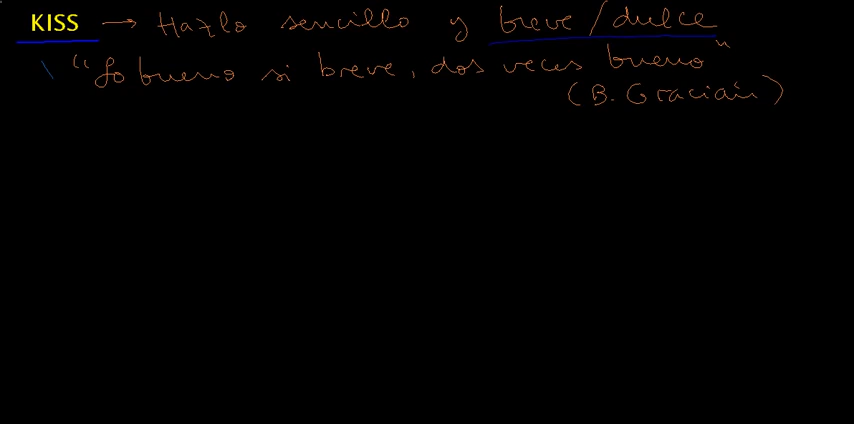 KISS → Hazlo sencillo y breve/dulce
"Lo bueno si breve, dos veces bueno"
(B. Gracián)